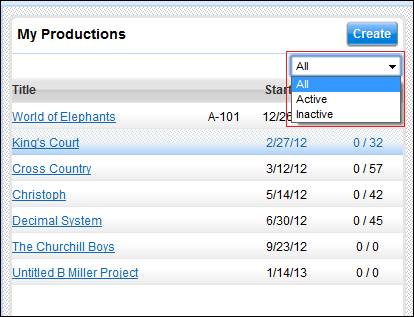 My Productions Create
All
All
Title Star
Active
Inactive
World of Elephants A-101 12/26
King's Court 2/27/12 0 / 32
Cross Country 3/12/12 0 / 57
Christoph 5/14/12 0 / 42
Decimal System 6/30/12 0 / 45
The Churchill Boys 9/23/12 0 / 0
Untitled B Miller Project 1/14/13 0 / 0